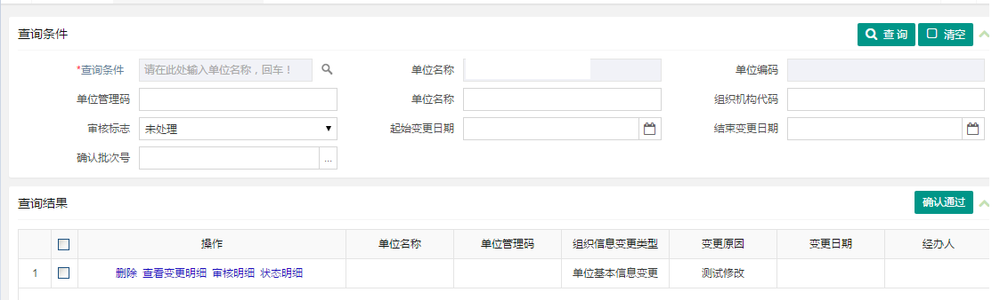 查询条件 查询 清空
*查询条件 请在此处输入单位名称，回车！ 单位名称 单位编码
单位管理码 单位名称 组织机构代码
审核标志 未处理 起始变更日期 结束变更日期
确认批次号 ...
查询结果 确认通过
操作 单位名称 单位管理码 组织信息变更类型 变更原因 变更日期 经办人
1 删除 查看变更明细 审核明细 状态明细 单位基本信息变更 测试修改